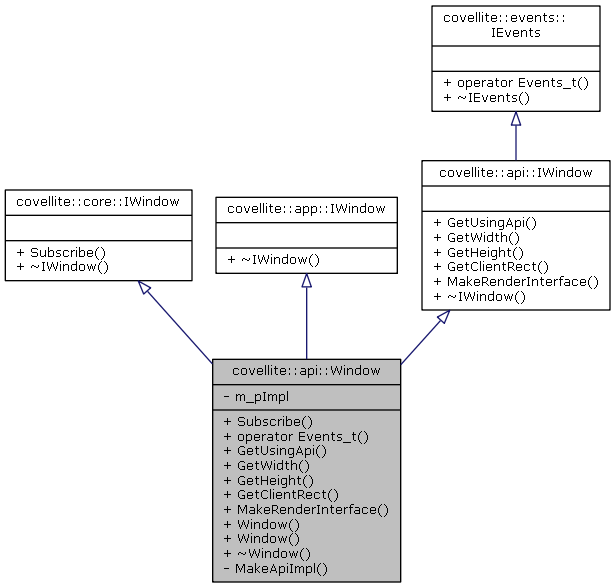 covellite::events::
IEvents
+ operator Events_t()
+ ~IEvents()
covellite::core::IWindow
+ Subscribe()
+ ~IWindow()
covellite::app::IWindow
+ ~IWindow()
covellite::api::IWindow
+ GetUsingApi()
+ GetWidth()
+ GetHeight()
+ GetClientRect()
+ MakeRenderInterface()
+ ~IWindow()
covellite::api::Window
- m_pImpl
+ Subscribe()
+ operator Events_t()
+ GetUsingApi()
+ GetWidth()
+ GetHeight()
+ GetClientRect()
+ MakeRenderInterface()
+ Window()
+ Window()
+ ~Window()
- MakeApiImpl()